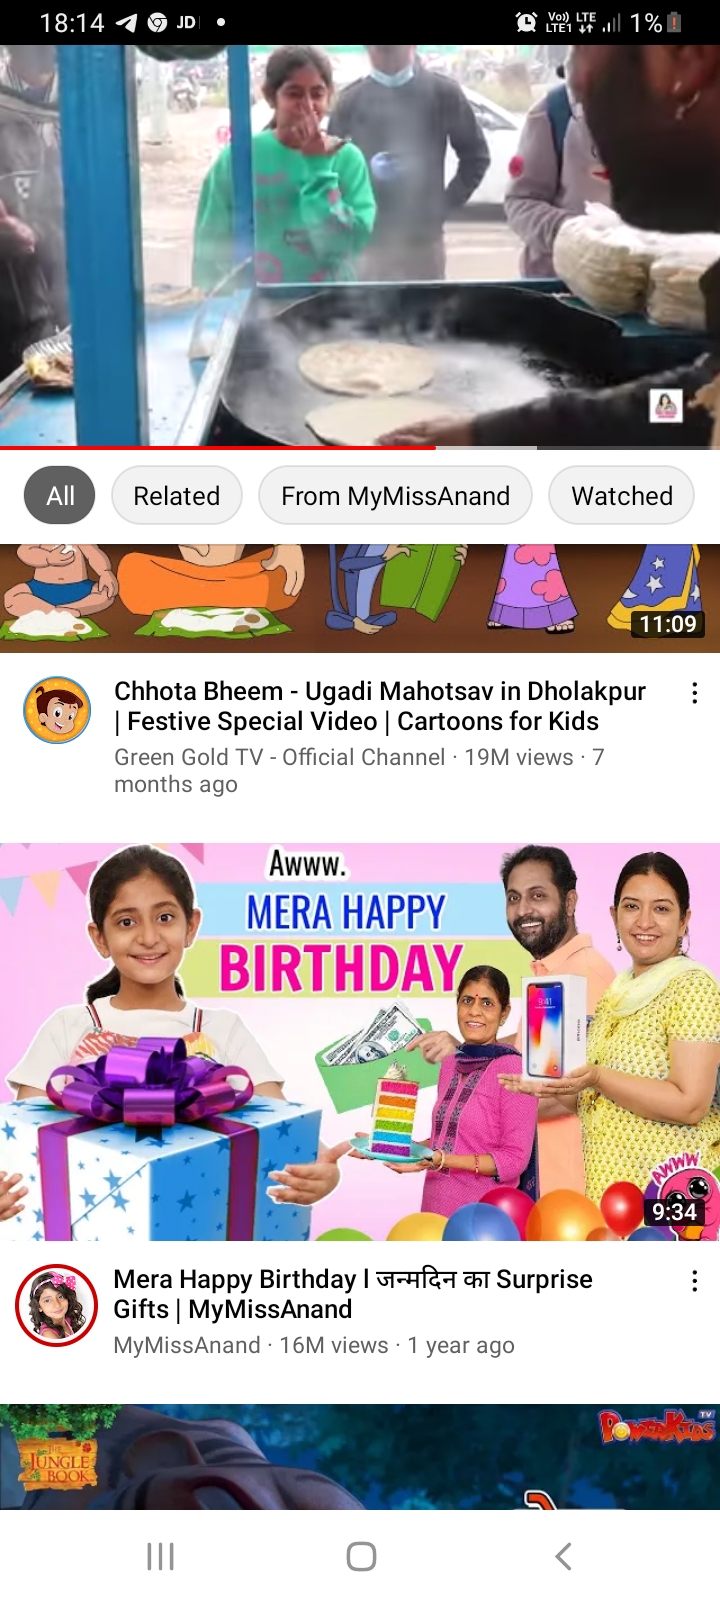 18:14 JD
Vo) LTE
LTE1 1%
All Related From MyMissAnand Watched
11:09
Chhota Bheem - Ugadi Mahotsav in Dholakpur
| Festive Special Video | Cartoons for Kids
Green Gold TV - Official Channel · 19M views · 7
months ago
Awww.
MERA HAPPY
BIRTHDAY
9:41
AWWW
9:34
Mera Happy Birthday l जन्मदिन का Surprise
Gifts | MyMissAnand
MyMissAnand · 16M views · 1 year ago
THE
JUNGLE
BOOK
PowerKids TV